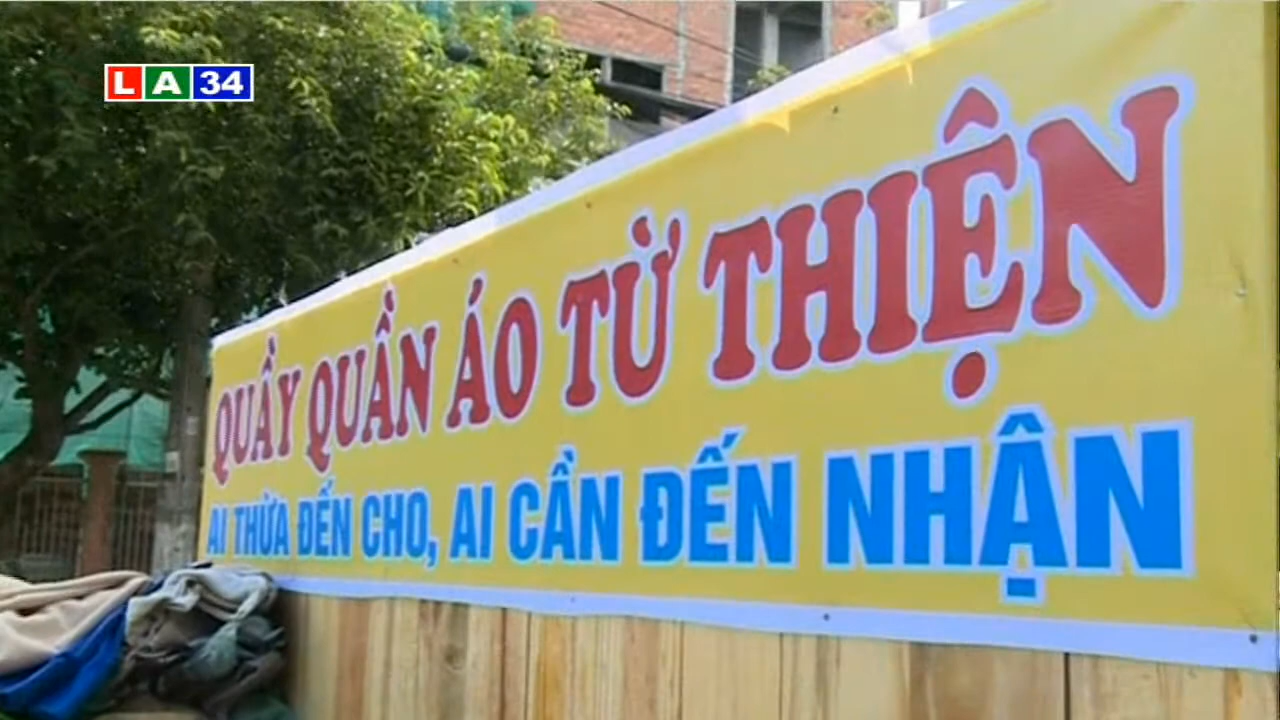 LA34
QUẦY QUẦN ÁO TỪ THIỆN
AI THỪA ĐẾN CHO, AI CẦN ĐẾN NHẬN